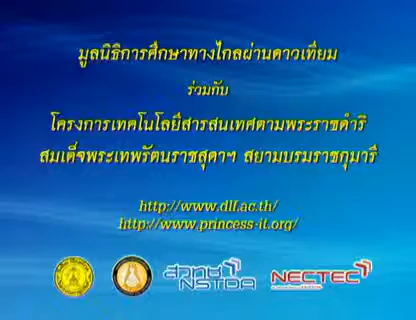 มูลนิธิการศึกษาทางไกลผ่านดาวเทียม
ร่วมกับ
โครงการเทคโนโลยีสารสนเทศตามพระราชดำริ
สมเด็จพระเทพรัตนราชสุดาฯ สยามบรมราชกุมารี
http://www.dlf.ac.th/
http://www.princess-it.org/
สวทช NECTEC
NSTDA